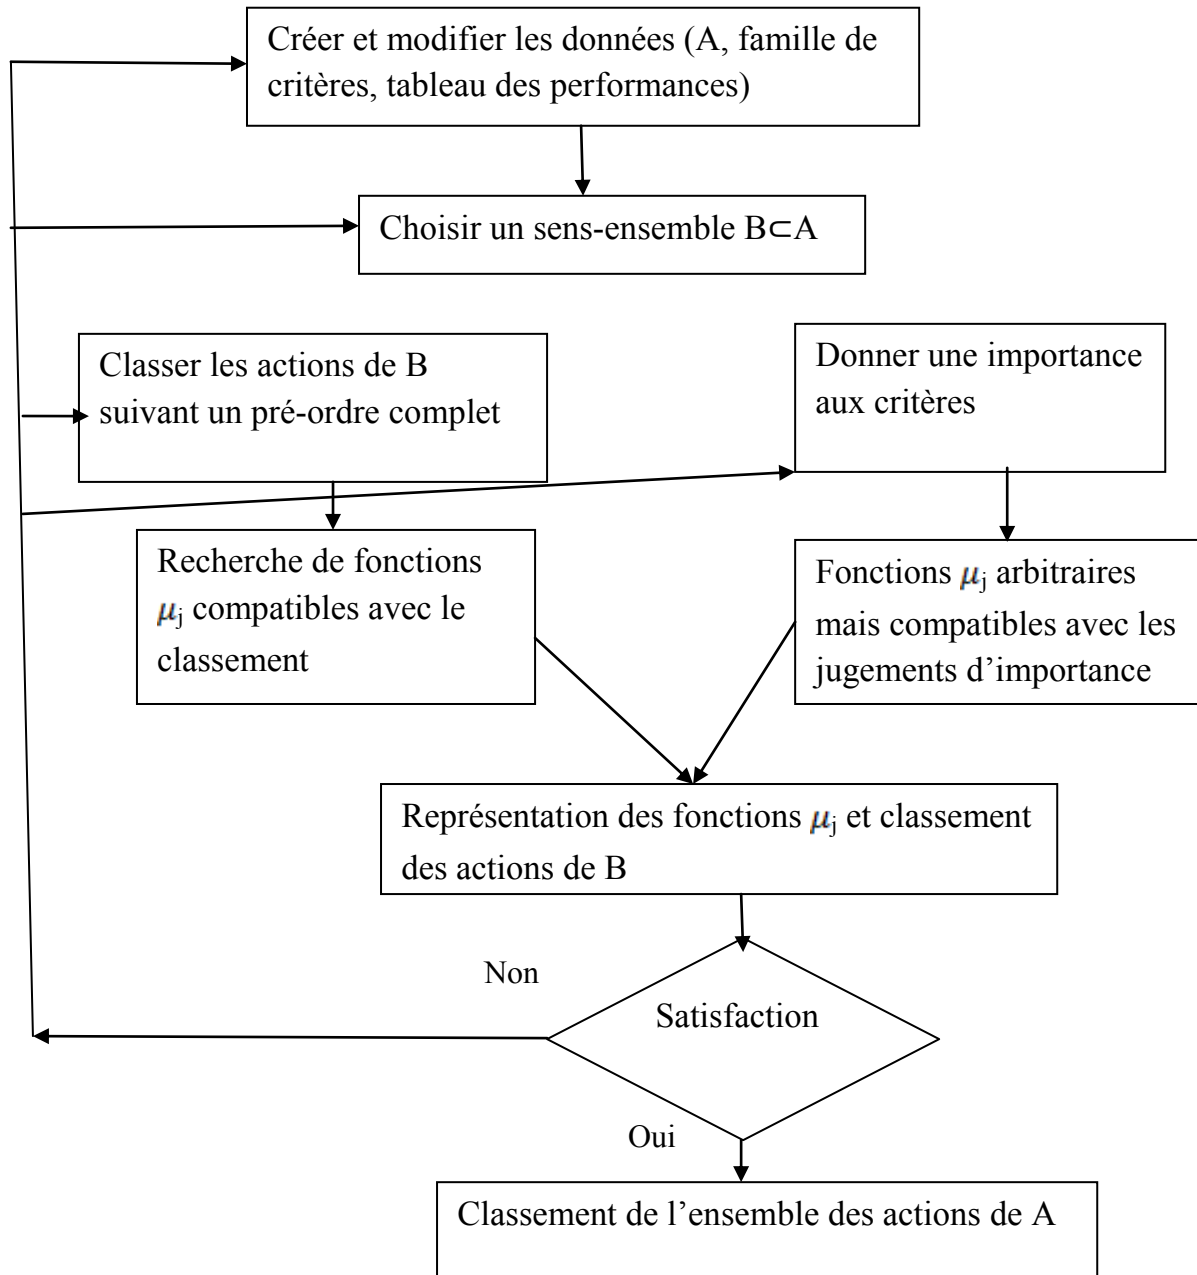 Créer et modifier les données (A, famille de
critères, tableau des performances)
Choisir un sens-ensemble B⊂A
Classer les actions de B
suivant un pré-ordre complet
Donner une importance
aux critères
Recherche de fonctions
μj compatibles avec le
classement
Fonctions μj arbitraires
mais compatibles avec les
jugements d’importance
Représentation des fonctions μj et classement
des actions de B
Non
Satisfaction
Oui
Classement de l’ensemble des actions de A